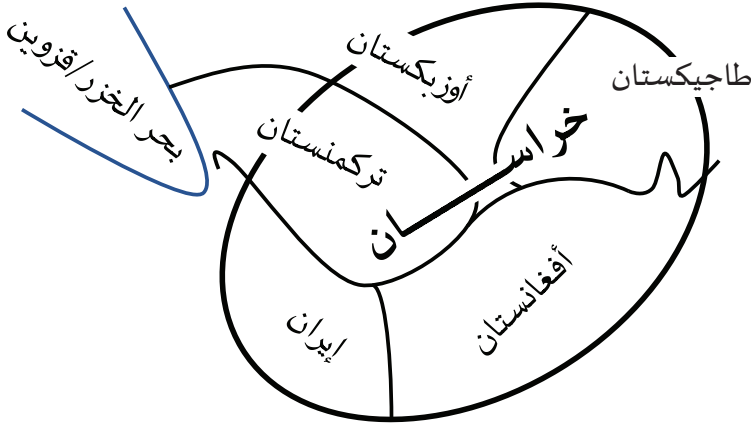 بحر الخزر/قزوين
أوزبكستان
طاجيكستان
تركمنستان
خراسان
إيران
أفغانستان